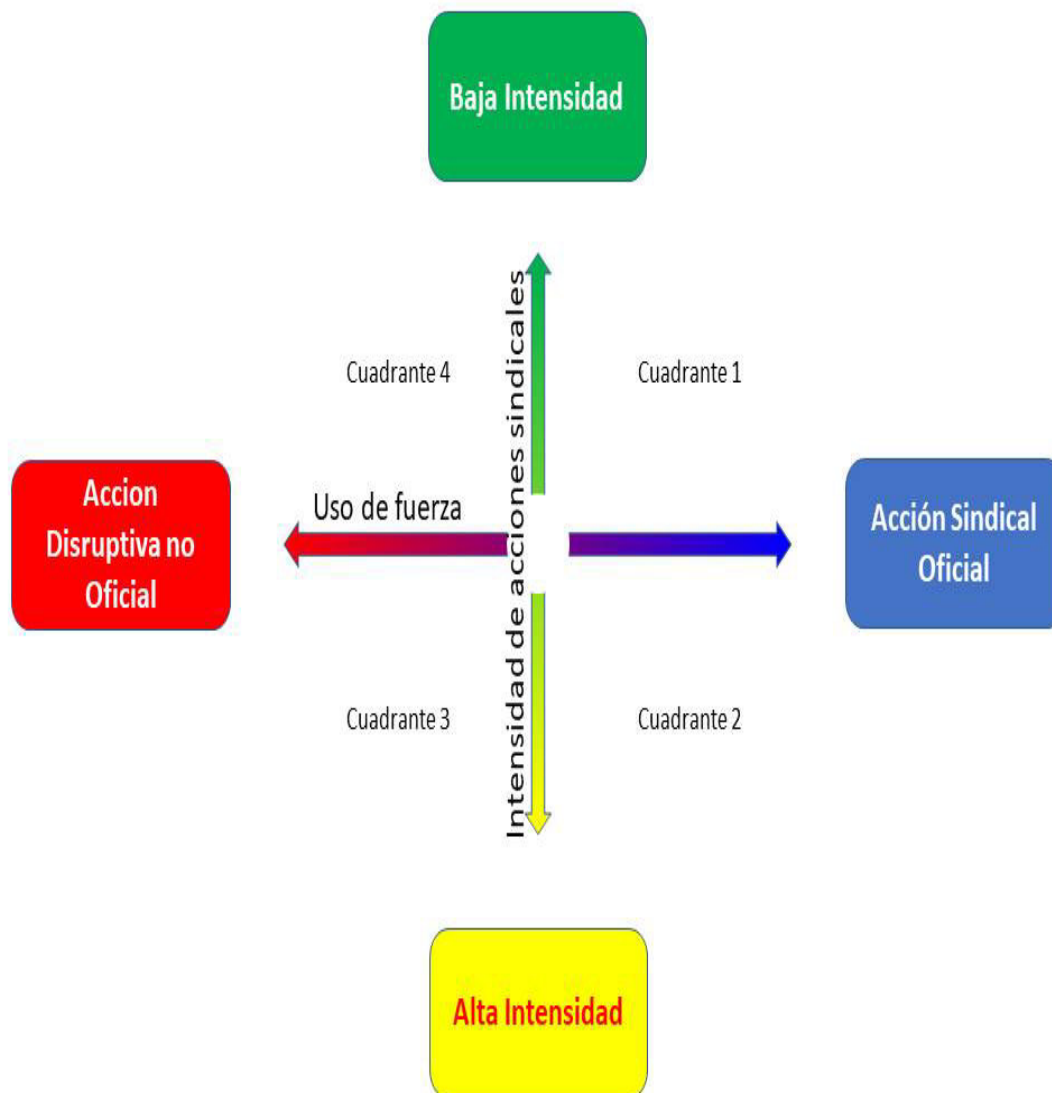 Baja Intensidad
Intensidad de acciones sindicales
Cuadrante 4
Cuadrante 1
Accion
Disruptiva no
Oficial
Uso de fuerza
Acción Sindical
Oficial
Cuadrante 3
Cuadrante 2
Alta Intensidad